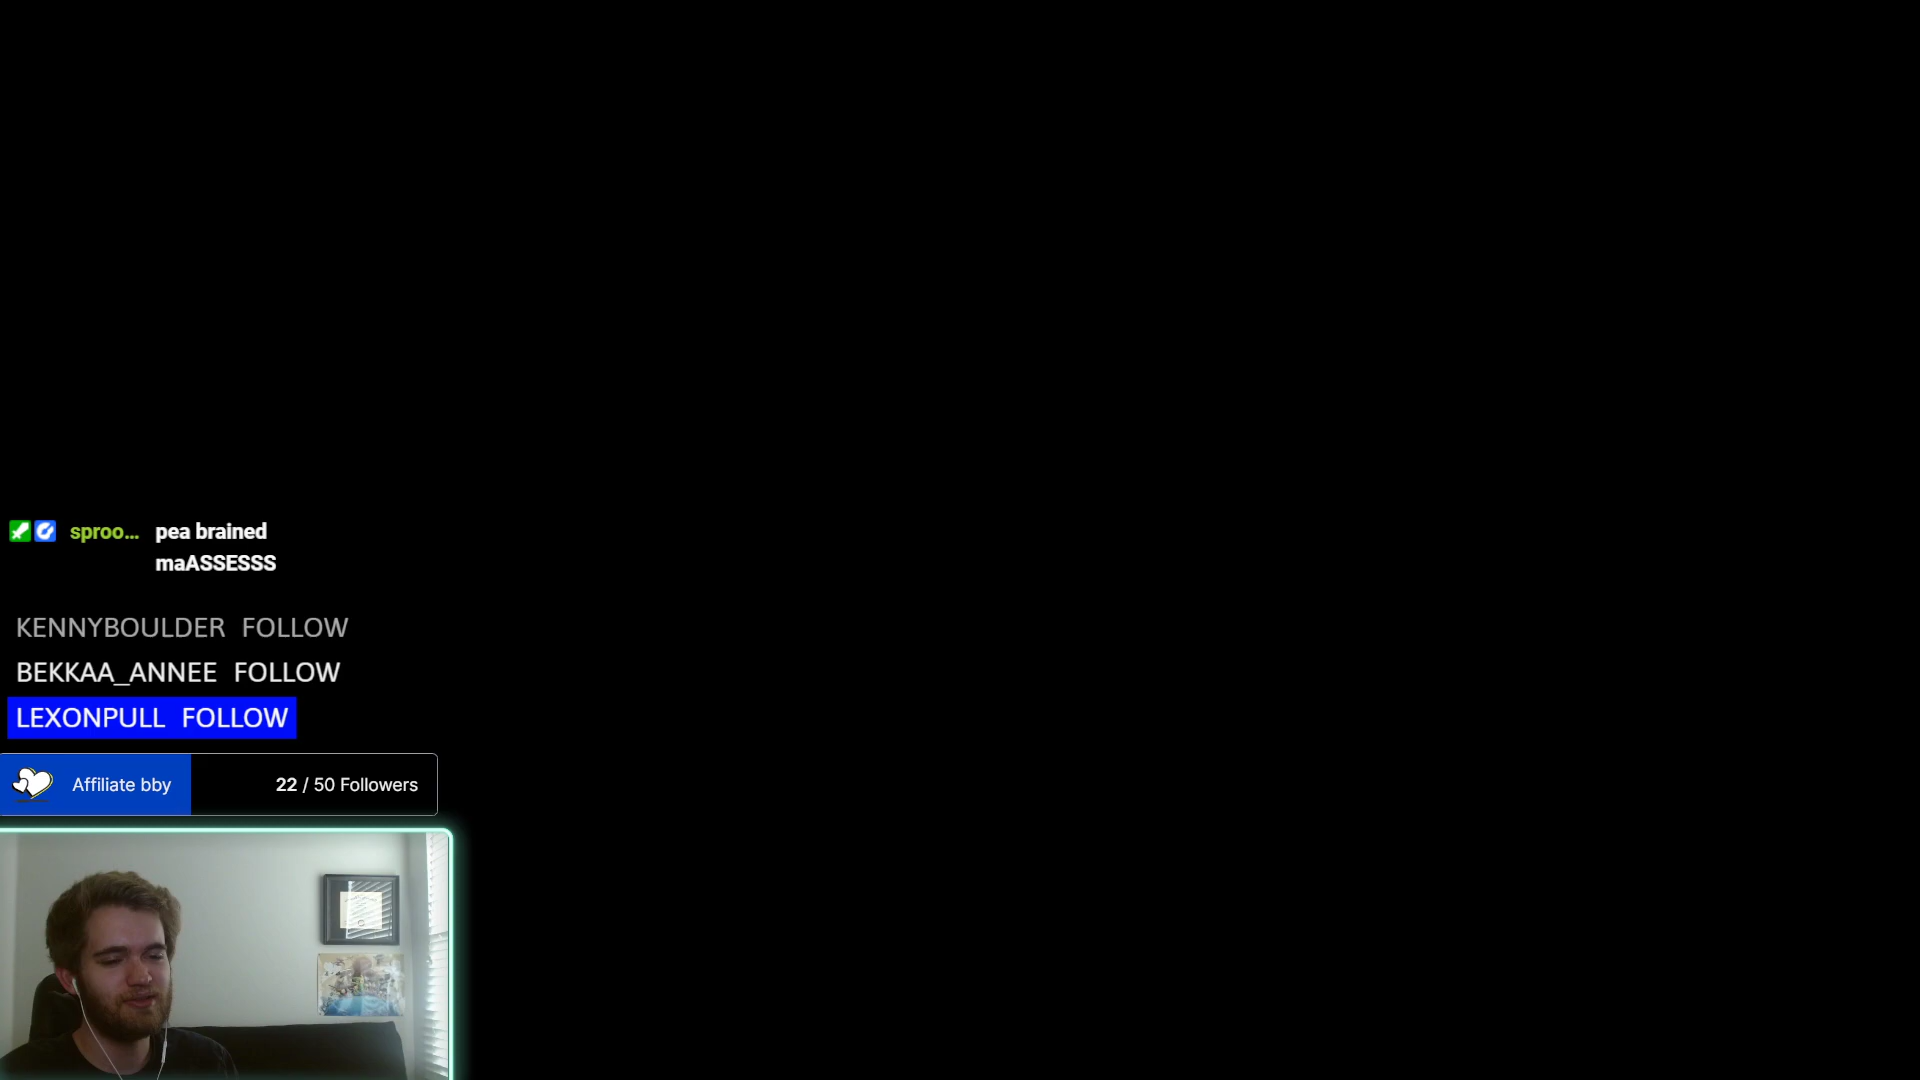 sproo... pea brained
maASSESSS
KENNYBOULDER FOLLOW
BEKKAA_ANNEE FOLLOW
LEXONPULL FOLLOW
Affiliate bby 22 / 50 Followers